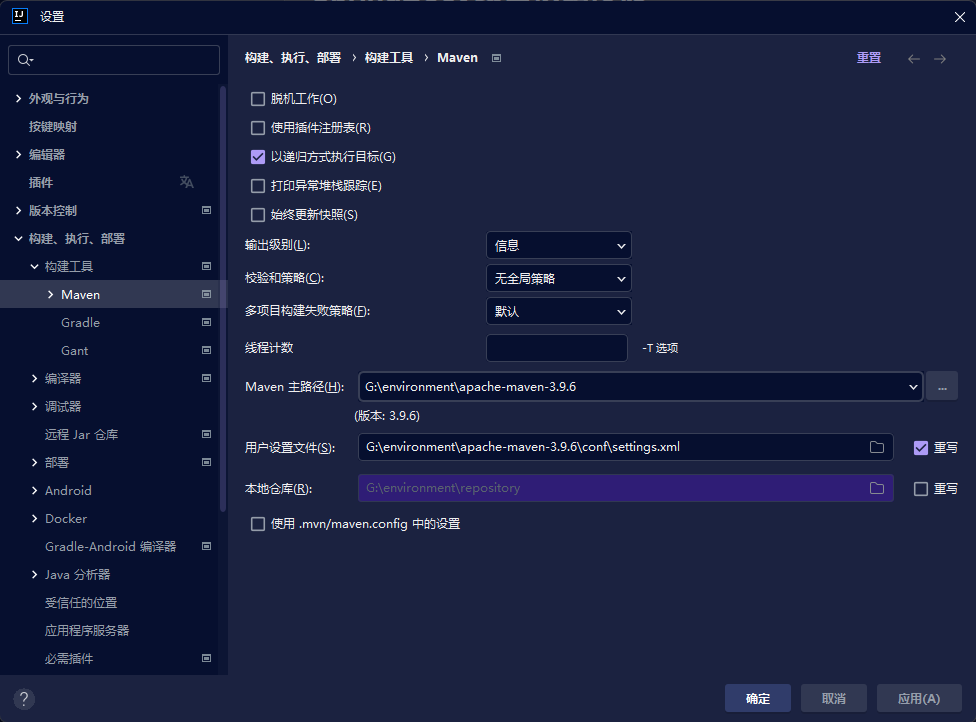 设置
外观与行为
按键映射
编辑器
插件
版本控制
构建、执行、部署
构建工具
Maven
Gradle
Gant
编译器
调试器
远程 Jar 仓库
部署
Android
Docker
Gradle-Android 编译器
Java 分析器
受信任的位置
应用程序服务器
必需插件
构建、执行、部署 › 构建工具 › Maven
重置
脱机工作(O)
使用插件注册表(R)
以递归方式执行目标(G)
打印异常堆栈跟踪(E)
始终更新快照(S)
输出级别(L): 信息
校验和策略(C): 无全局策略
多项目构建失败策略(F): 默认
线程计数 -T 选项
Maven 主路径(H): G:\environment\apache-maven-3.9.6 ...
(版本: 3.9.6)
用户设置文件(S): G:\environment\apache-maven-3.9.6\conf\settings.xml 重写
本地仓库(R): G:\environment\repository 重写
使用 .mvn/maven.config 中的设置
?
确定 取消 应用(A)